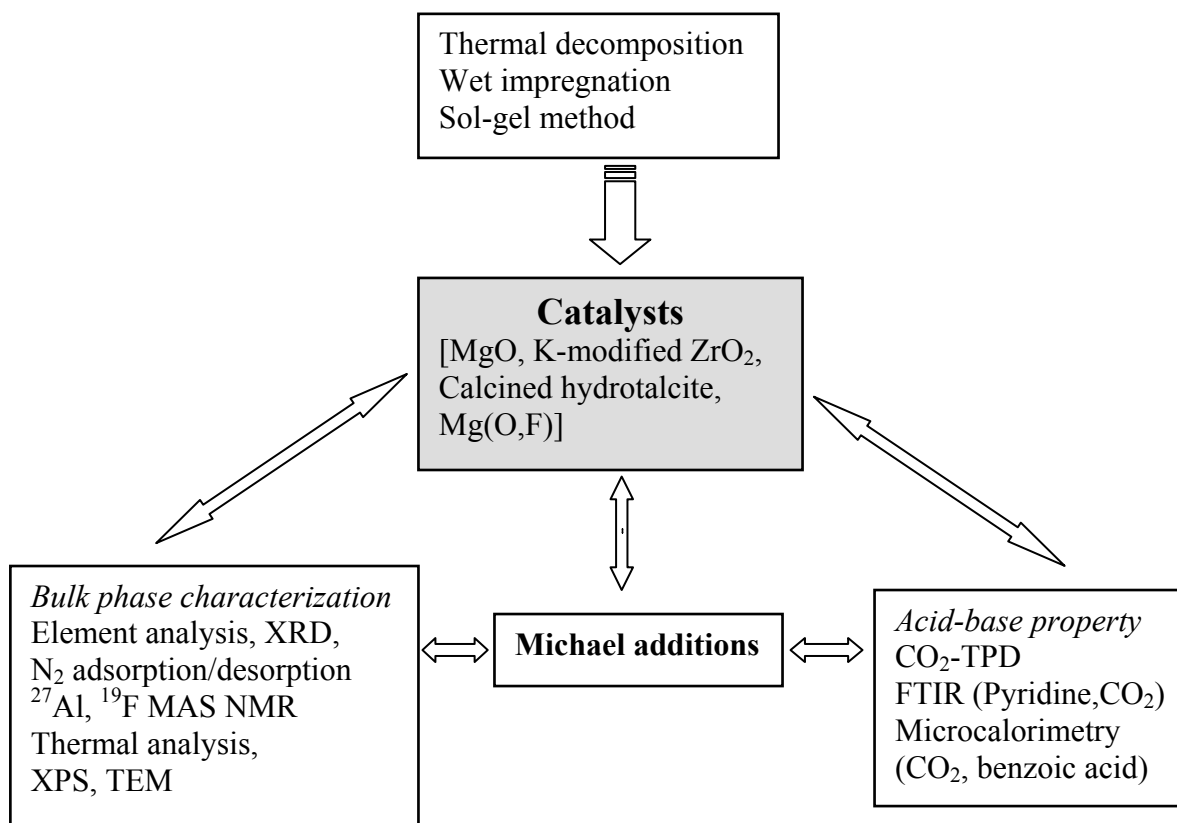 Thermal decomposition
Wet impregnation
Sol-gel method
Catalysts
[MgO, K-modified ZrO₂,
Calcined hydrotalcite,
Mg(O,F)]
Bulk phase characterization
Element analysis, XRD,
N₂ adsorption/desorption
²⁷Al, ¹⁹F MAS NMR
Thermal analysis,
XPS, TEM
Michael additions
Acid-base property
CO₂-TPD
FTIR (Pyridine,CO₂)
Microcalorimetry
(CO₂, benzoic acid)